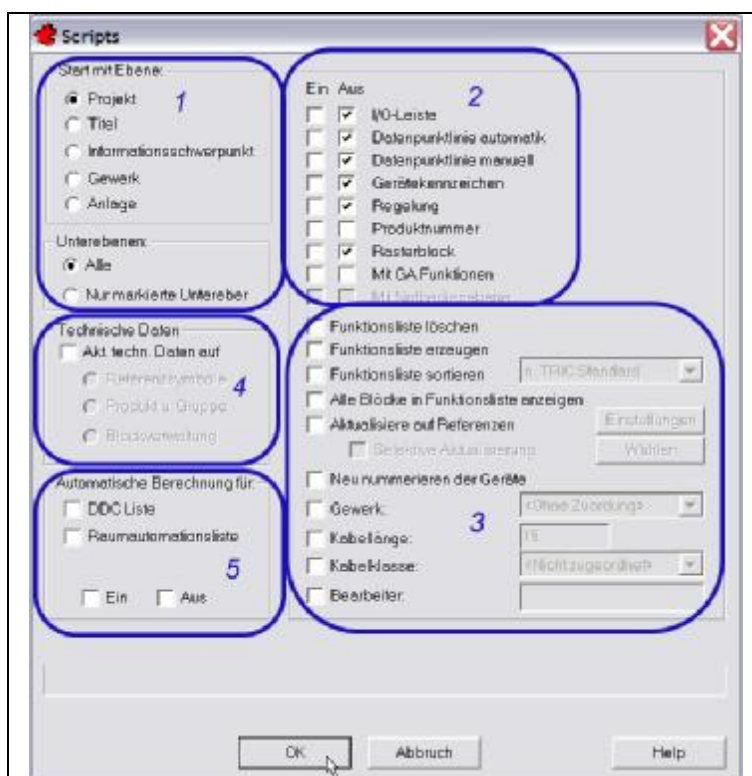 Scripts
Start mit Ebene:
Projekt
Titel
Informationsschwerpunkt
Gewerk
Anlage
1
Unterebenen:
Alle
Nur markierte Untereber
Ein Aus
2
I/O-Leiste
Datenpunktlinie automatik
Datenpunktlinie manuell
Gerätekennzeichen
Regelung
Produktnummer
Rasterblock
Mit GA Funktionen
Technische Daten
Akt. techn. Daten auf
Referenzsymbole
Produkt u. Gruppe
Blockverwaltung
4
Funktionsliste löschen
Funktionsliste erzeugen
Funktionsliste sortieren
n. TRIC Standard
Alle Blöcke in Funktionsliste anzeigen
Aktualisiere auf Referenzen
Einstellungen
Selektive Aktualisierung
Wählen
Neu nummerieren der Geräte
Gewerk:
<Ohne Zuordung>
Kabellänge:
15
3
Kabelklasse:
<Nicht zugeordnet>
Bearbeiter:
Automatische Berechnung für:
DDC Liste
Raumautomationsliste
5
Ein Aus
OK
Abbruch
Help